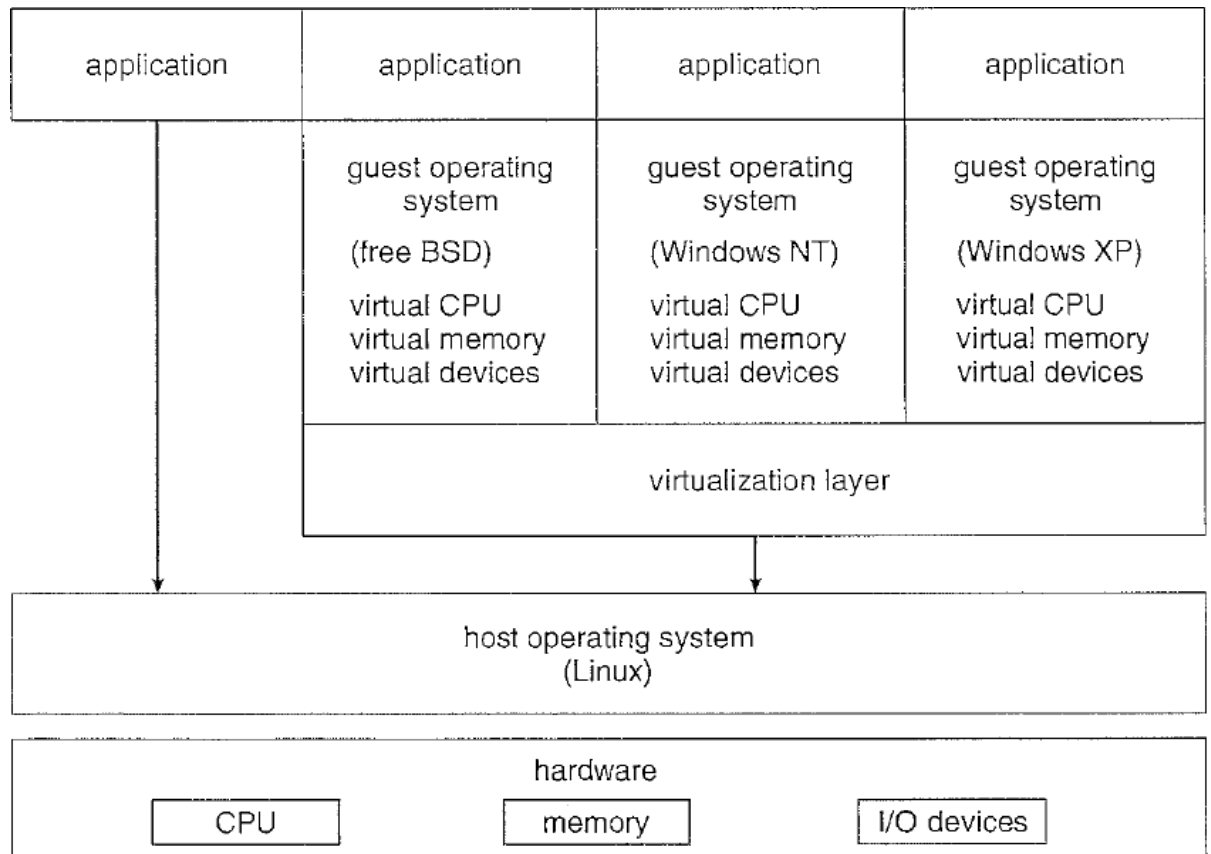 application
application
application
application
guest operating
system
(free BSD)
virtual CPU
virtual memory
virtual devices
guest operating
system
(Windows NT)
virtual CPU
virtual memory
virtual devices
guest operating
system
(Windows XP)
virtual CPU
virtual memory
virtual devices
virtualization layer
host operating system
(Linux)
hardware
CPU
memory
I/O devices